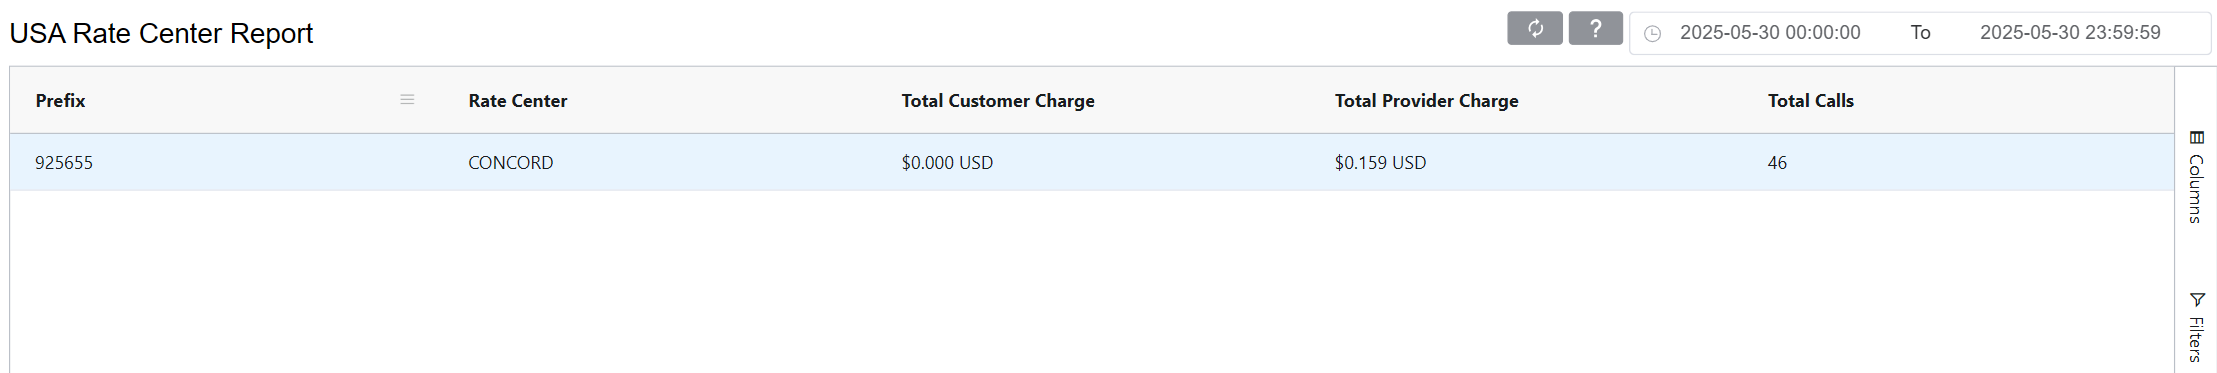 USA Rate Center Report
?
2025-05-30 00:00:00 To 2025-05-30 23:59:59
Prefix Rate Center Total Customer Charge Total Provider Charge Total Calls
925655 CONCORD $0.000 USD $0.159 USD 46
Columns
Filters